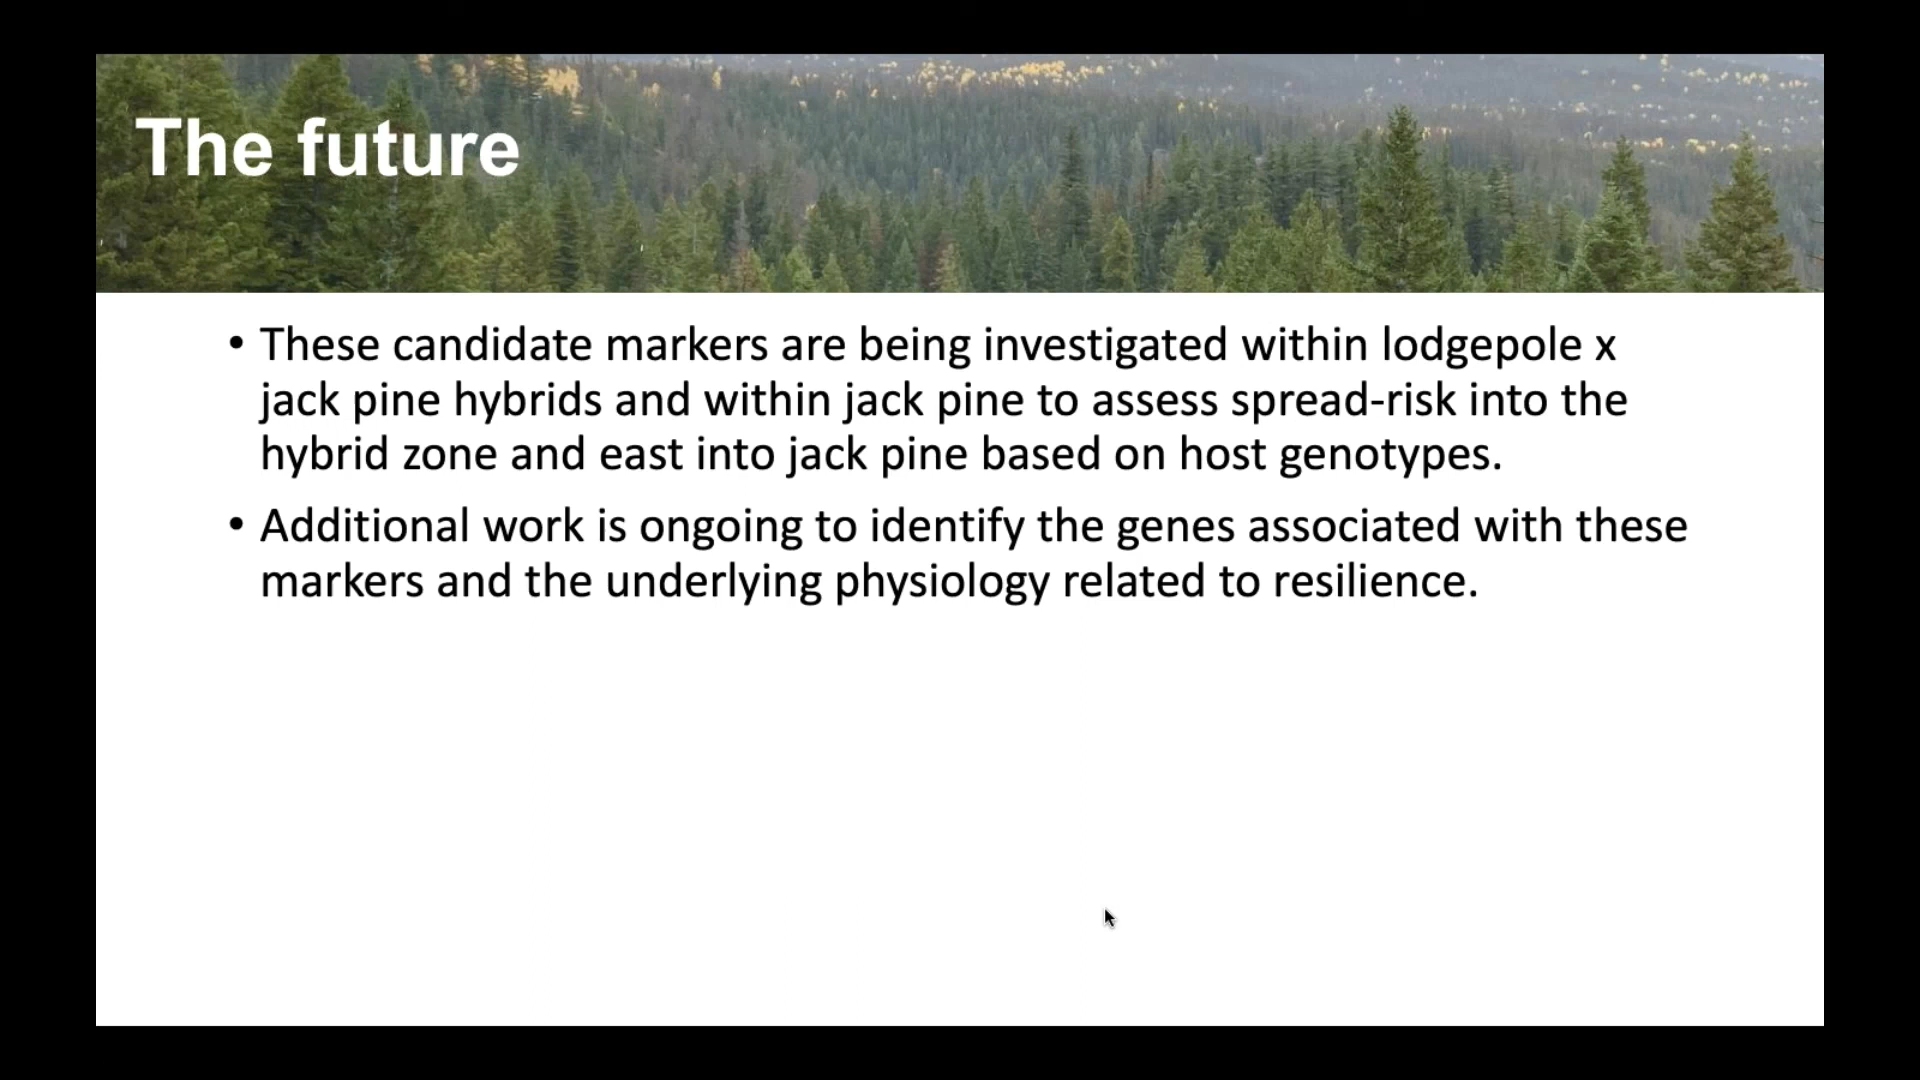 The future
• These candidate markers are being investigated within lodgepole x
jack pine hybrids and within jack pine to assess spread-risk into the
hybrid zone and east into jack pine based on host genotypes.
• Additional work is ongoing to identify the genes associated with these
markers and the underlying physiology related to resilience.